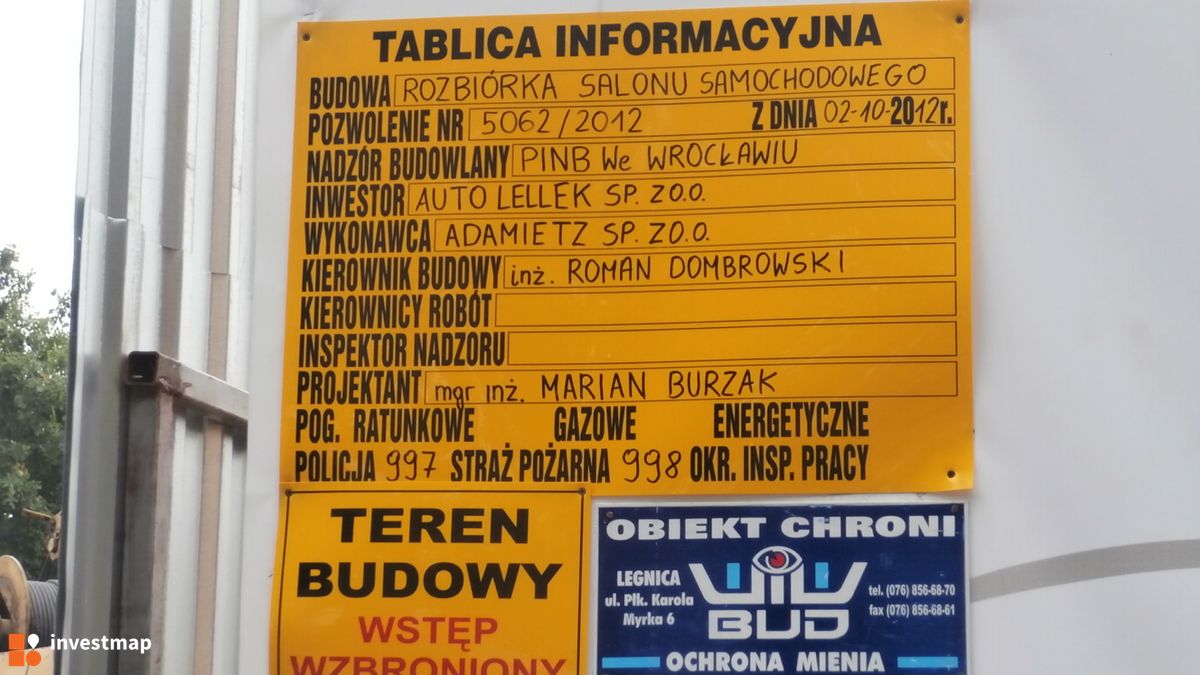 TABLICA INFORMACYJNA
BUDOWA ROZBIÓRKA SALONU SAMOCHODOWEGO
POZWOLENIE NR 5062/2012 Z DNIA 02-10-2012r.
NADZÓR BUDOWLANY PINB We WROCŁAWIU
INWESTOR AUTO LELLEK SP. ZO.O.
WYKONAWCA ADAMIETZ SP. ZO.O.
KIEROWNIK BUDOWY inż. ROMAN DOMBROWSKI
KIEROWNICY ROBÓT
INSPEKTOR NADZORU
PROJEKTANT mgr inż. MARIAN BURZAK
POG. RATUNKOWE GAZOWE ENERGETYCZNE
POLICJA 997 STRAŻ POŻARNA 998 OKR. INSP. PRACY
TEREN
BUDOWY
WSTĘP
WZBRONIONY
OBIEKT CHRONI
LEGNICA
ul. Płk. Karola
Myrka 6
BUD
tel. (076) 856-68-70
fax (076) 856-68-61
OCHRONA MIENIA
investmap